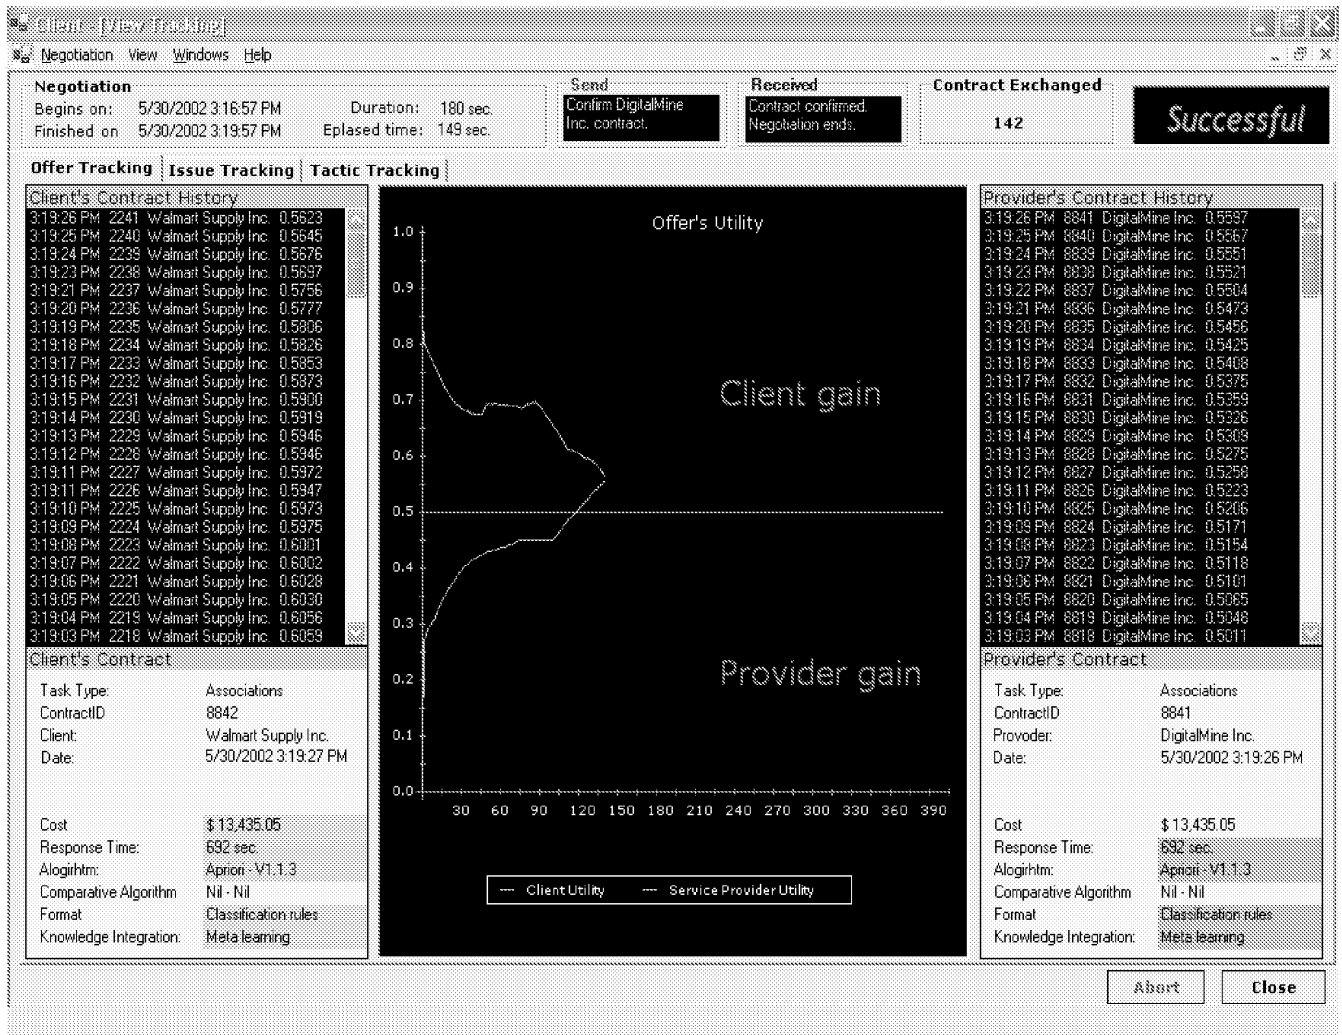 Client - [View Tracking]
Negotiation View Windows Help
Negotiation
Begins on: 5/30/2002 3:16:57 PM Duration: 180 sec.
Finished on 5/30/2002 3:19:57 PM Eplased time: 149 sec.
Send
Confirm DigitalMine
Inc. contract.
Received
Contract confirmed.
Negotiation ends.
Contract Exchanged
142
Successful
Offer Tracking Issue Tracking Tactic Tracking
Client's Contract History
3:19:26 PM 2241 Walmart Supply Inc. 0.5623
3:19:25 PM 2240 Walmart Supply Inc. 0.5645
3:19:24 PM 2239 Walmart Supply Inc. 0.5676
3:19:23 PM 2238 Walmart Supply Inc. 0.5697
3:19:21 PM 2237 Walmart Supply Inc. 0.5756
3:19:20 PM 2236 Walmart Supply Inc. 0.5777
3:19:19 PM 2235 Walmart Supply Inc. 0.5806
3:19:18 PM 2234 Walmart Supply Inc. 0.5826
3:19:17 PM 2233 Walmart Supply Inc. 0.5853
3:19:16 PM 2232 Walmart Supply Inc. 0.5873
3:19:15 PM 2231 Walmart Supply Inc. 0.5900
3:19:14 PM 2230 Walmart Supply Inc. 0.5919
3:19:13 PM 2229 Walmart Supply Inc. 0.5946
3:19:12 PM 2228 Walmart Supply Inc. 0.5946
3:19:11 PM 2227 Walmart Supply Inc. 0.5972
3:19:11 PM 2226 Walmart Supply Inc. 0.5947
3:19:10 PM 2225 Walmart Supply Inc. 0.5973
3:19:09 PM 2224 Walmart Supply Inc. 0.5975
3:19:08 PM 2223 Walmart Supply Inc. 0.6001
3:19:07 PM 2222 Walmart Supply Inc. 0.6002
3:19:06 PM 2221 Walmart Supply Inc. 0.6028
3:19:05 PM 2220 Walmart Supply Inc. 0.6030
3:19:04 PM 2219 Walmart Supply Inc. 0.6056
3:19:03 PM 2218 Walmart Supply Inc. 0.6059
Client's Contract
Task Type: Associations
ContractID 8842
Client: Walmart Supply Inc.
Date: 5/30/2002 3:19:27 PM
Cost $ 13,435.05
Response Time: 692 sec.
Alogirhtm: Apriori - V1.1.3
Comparative Algorithm Nil - Nil
Format Classification rules
Knowledge Integration: Meta learning
Offer's Utility
1.0
0.9
0.8
0.7
0.6
0.5
0.4
0.3
0.2
0.1
0.0
Client gain
Provider gain
30 60 90 120 150 180 210 240 270 300 330 360 390
Client Utility Service Provider Utility
Provider's Contract History
3:19:26 PM 8841 DigitalMine Inc. 0.5597
3:19:25 PM 8840 DigitalMine Inc. 0.5567
3:19:24 PM 8839 DigitalMine Inc. 0.5551
3:19:23 PM 8838 DigitalMine Inc. 0.5521
3:19:22 PM 8837 DigitalMine Inc. 0.5504
3:19:21 PM 8836 DigitalMine Inc. 0.5473
3:19:20 PM 8835 DigitalMine Inc. 0.5456
3:19:19 PM 8834 DigitalMine Inc. 0.5425
3:19:18 PM 8833 DigitalMine Inc. 0.5408
3:19:17 PM 8832 DigitalMine Inc. 0.5375
3:19:16 PM 8831 DigitalMine Inc. 0.5359
3:19:15 PM 8830 DigitalMine Inc. 0.5326
3:19:14 PM 8829 DigitalMine Inc. 0.5309
3:19:13 PM 8828 DigitalMine Inc. 0.5275
3:19:12 PM 8827 DigitalMine Inc. 0.5258
3:19:11 PM 8826 DigitalMine Inc. 0.5223
3:19:10 PM 8825 DigitalMine Inc. 0.5206
3:19:09 PM 8824 DigitalMine Inc. 0.5171
3:19:08 PM 8823 DigitalMine Inc. 0.5154
3:19:07 PM 8822 DigitalMine Inc. 0.5118
3:19:06 PM 8821 DigitalMine Inc. 0.5101
3:19:05 PM 8820 DigitalMine Inc. 0.5065
3:19:04 PM 8819 DigitalMine Inc. 0.5048
3:19:03 PM 8818 DigitalMine Inc. 0.5011
Provider's Contract
Task Type: Associations
ContractID 8841
Provoder: DigitalMine Inc.
Date: 5/30/2002 3:19:26 PM
Cost $ 13,435.05
Response Time: 692 sec.
Alogirhtm: Apriori - V1.1.3
Comparative Algorithm Nil - Nil
Format Classification rules
Knowledge Integration: Meta learning
Abort Close